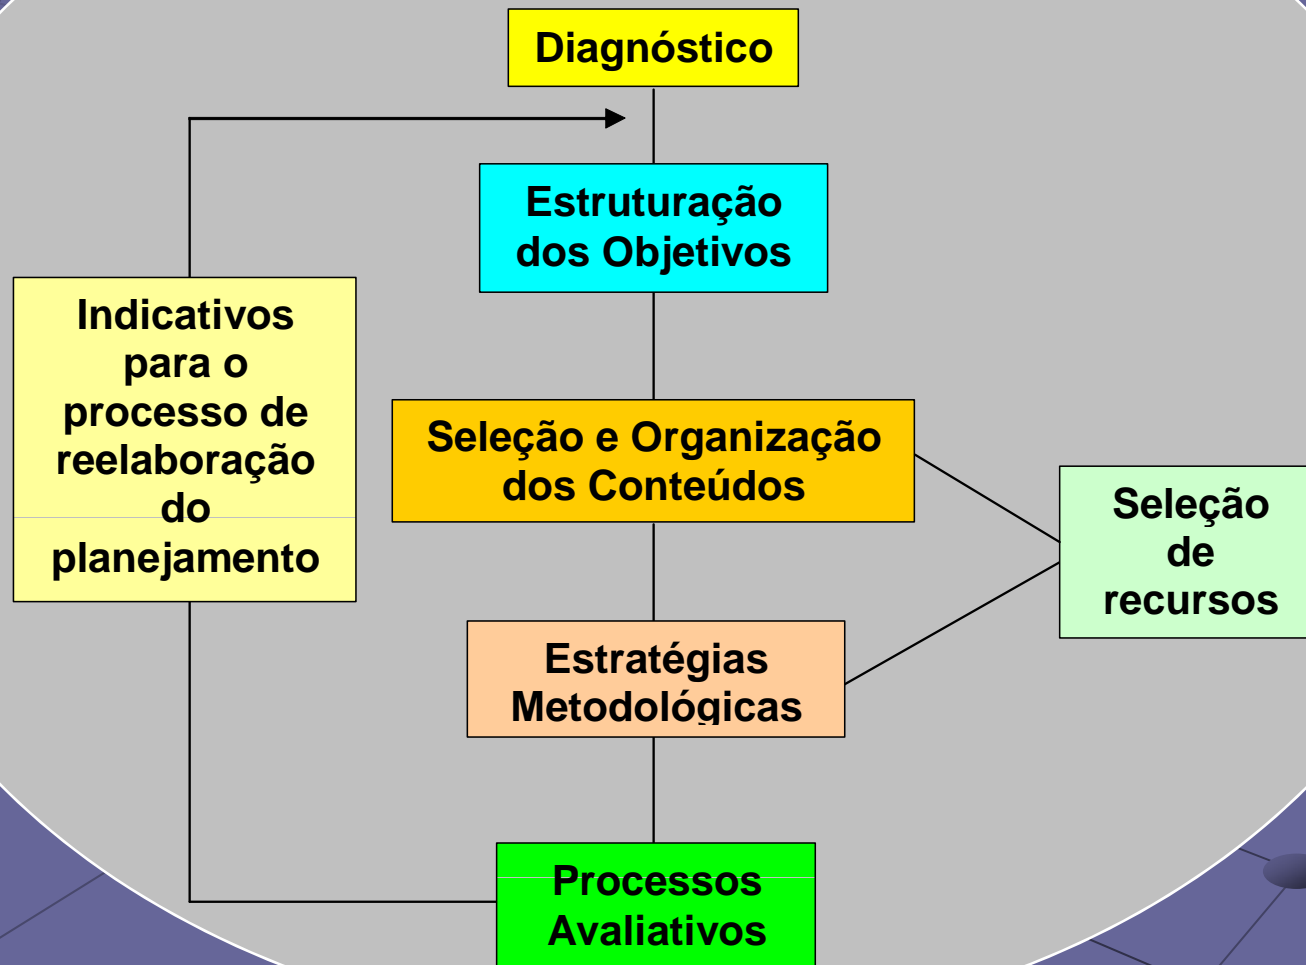 Diagnóstico
Estruturação
dos Objetivos
Indicativos
para o
processo de
reelaboração
do
planejamento
Seleção e Organização
dos Conteúdos
Seleção
de
recursos
Estratégias
Metodológicas
Processos
Avaliativos